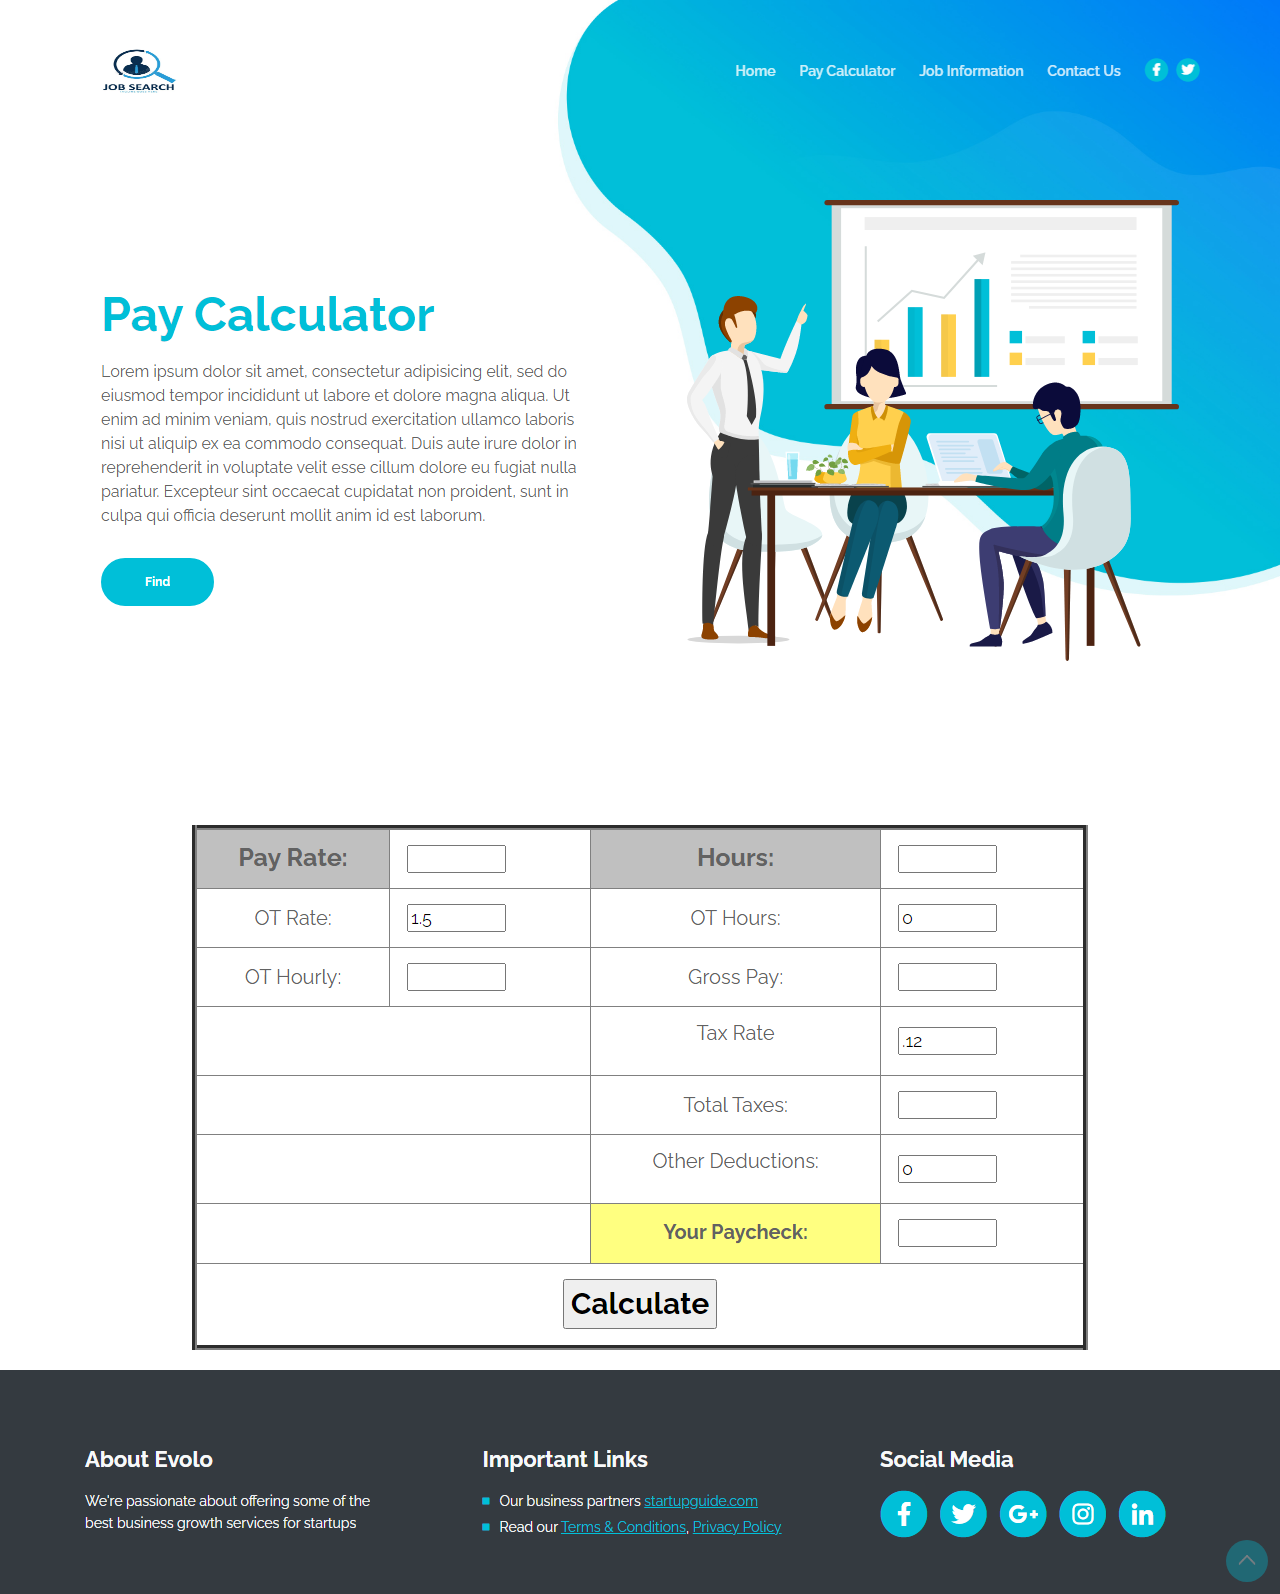 JOB SEARCH
Home Pay Calculator Job Information Contact Us
Pay Calculator
Lorem ipsum dolor sit amet, consectetur adipisicing elit, sed do
eiusmod tempor incididunt ut labore et dolore magna aliqua. Ut
enim ad minim veniam, quis nostrud exercitation ullamco laboris
nisi ut aliquip ex ea commodo consequat. Duis aute irure dolor in
reprehenderit in voluptate velit esse cillum dolore eu fugiat nulla
pariatur. Excepteur sint occaecat cupidatat non proident, sunt in
culpa qui officia deserunt mollit anim id est laborum.
Find
Pay Rate: Hours:
OT Rate: 1.5 OT Hours: 0
OT Hourly: Gross Pay:
Tax Rate .12
Total Taxes:
Other Deductions: 0
Your Paycheck:
Calculate
About Evolo
We're passionate about offering some of the
best business growth services for startups
Important Links
Our business partners startupguide.com
Read our Terms & Conditions, Privacy Policy
Social Media